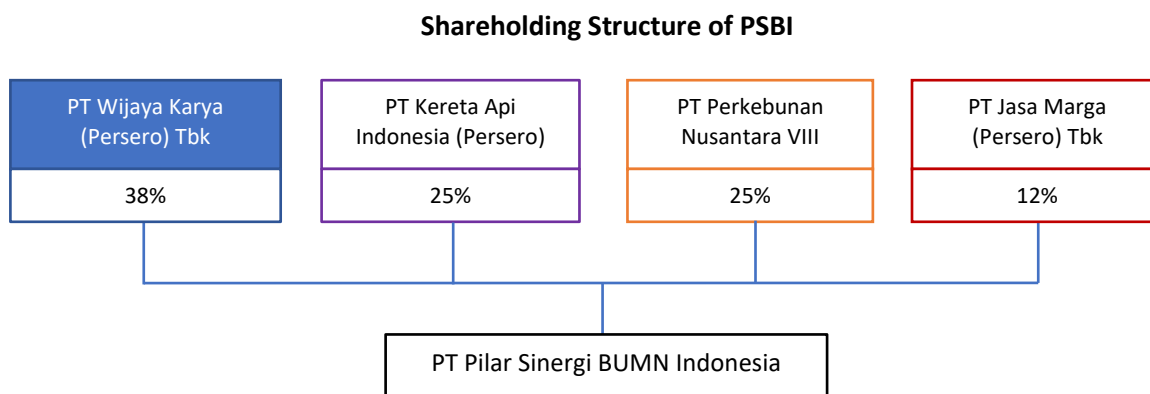 Shareholding Structure of PSBI
PT Wijaya Karya
(Persero) Tbk
38%
PT Kereta Api
Indonesia (Persero)
25%
PT Perkebunan
Nusantara VIII
25%
PT Jasa Marga
(Persero) Tbk
12%
PT Pilar Sinergi BUMN Indonesia